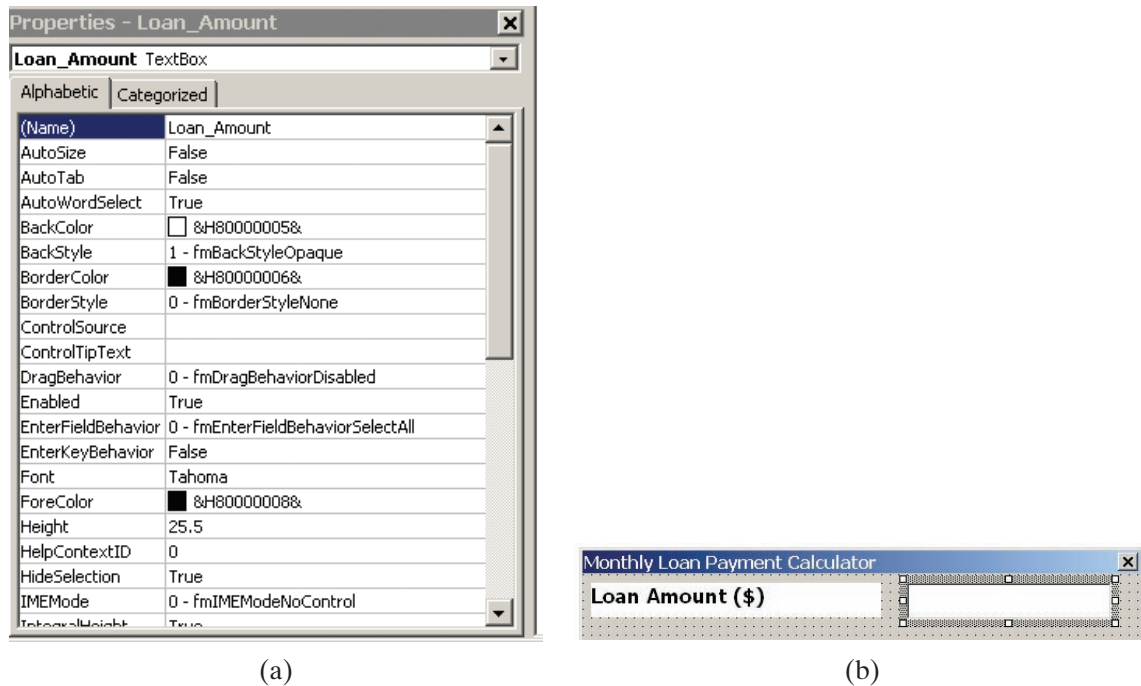 Properties - Loan_Amount
Loan_Amount TextBox
Alphabetic Categorized
(Name) Loan_Amount
AutoSize False
AutoTab False
AutoWordSelect True
BackColor &H80000005&
BackStyle 1 - fmBackStyleOpaque
BorderColor &H80000006&
BorderStyle 0 - fmBorderStyleNone
ControlSource
ControlTipText
DragBehavior 0 - fmDragBehaviorDisabled
Enabled True
EnterFieldBehavior 0 - fmEnterFieldBehaviorSelectAll
EnterKeyBehavior False
Font Tahoma
ForeColor &H80000008&
Height 25.5
HelpContextID 0
HideSelection True
IMEMode 0 - fmIMEModeNoControl
IntegralHeight True
(a)
Monthly Loan Payment Calculator
Loan Amount ($)
(b)